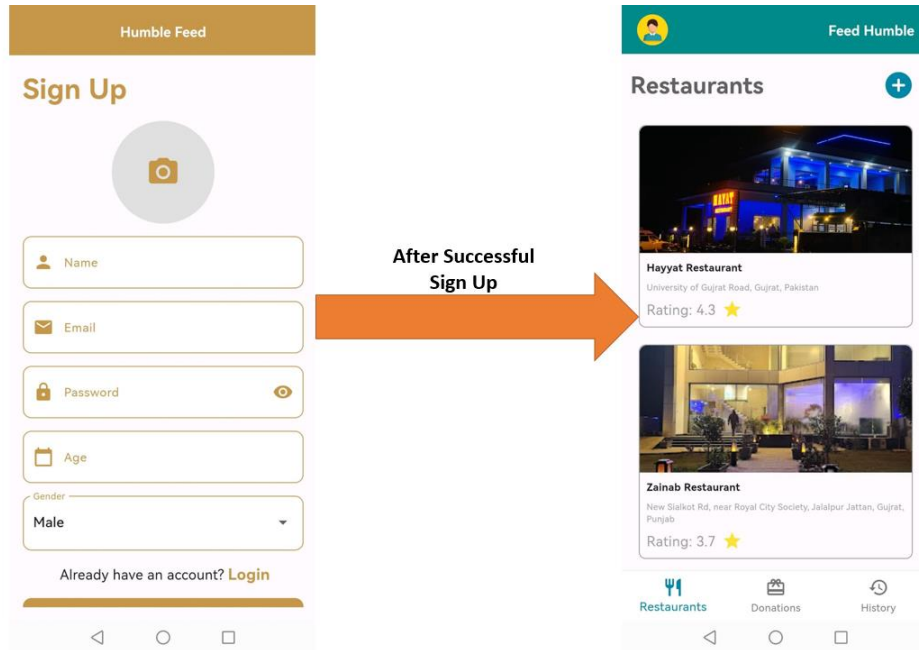 Humble Feed
Sign Up
Name
Email
Password
Age
Gender
Male
Already have an account? Login
After Successful
Sign Up
Feed Humble
Restaurants
HAYAT
Hayyat Restaurant
University of Gujrat Road, Gujrat, Pakistan
Rating: 4.3
Zainab Restaurant
New Sialkot Rd, near Royal City Society, Jalalpur Jattan, Gujrat,
Punjab
Rating: 3.7
Restaurants
Donations
History